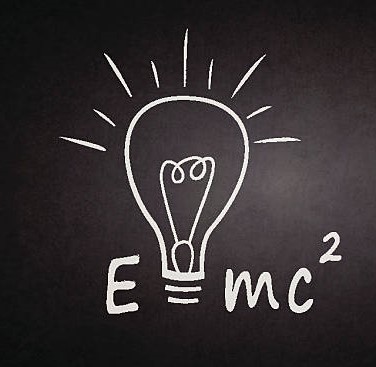 E = mc²